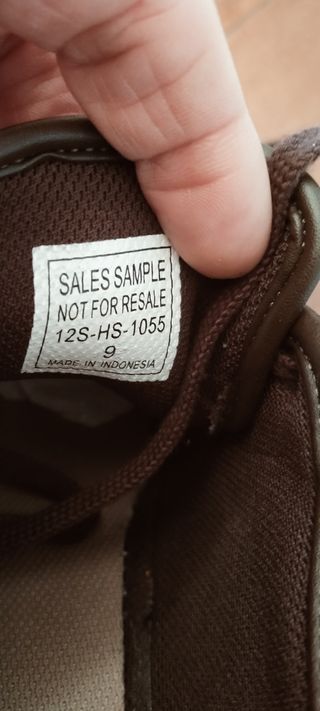 SALES SAMPLE
NOT FOR RESALE
12S-HS-1055
9
MADE IN INDONESIA